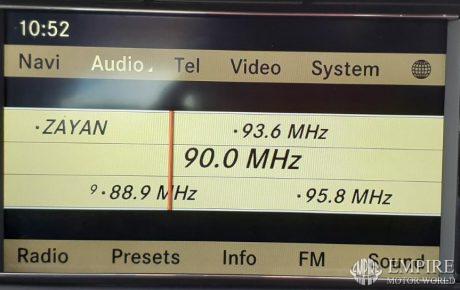 10:52
Navi Audio Tel Video System
·ZAYAN ·93.6 MHz
90.0 MHz
9·88.9 MHz ·95.8 MHz
Radio Presets Info FM Sound
EMPIRE
MOTOR WORLD